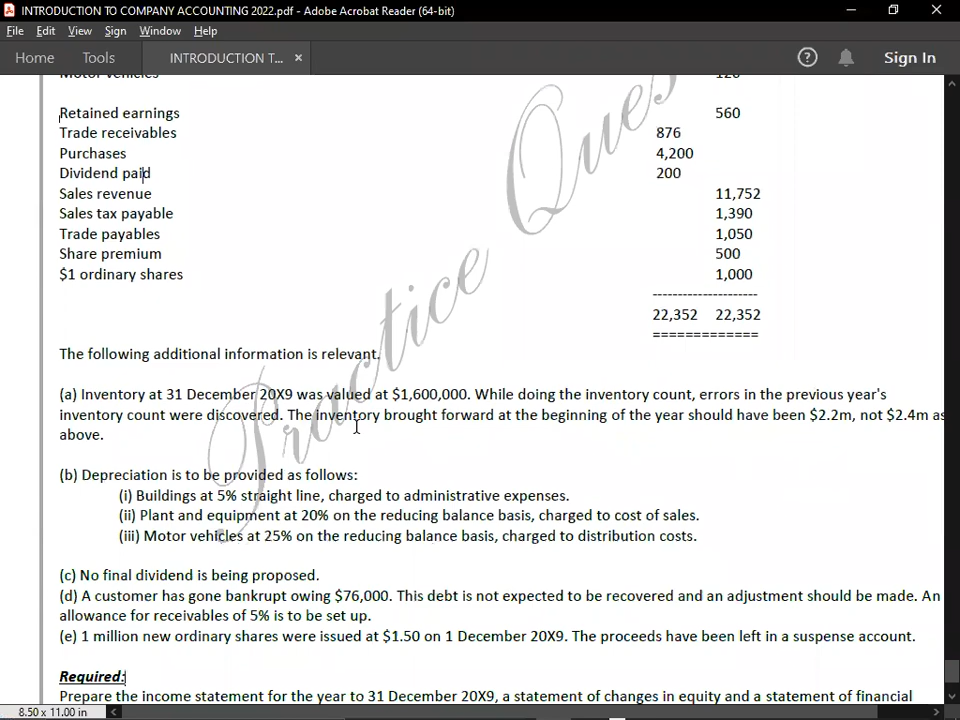 INTRODUCTION TO COMPANY ACCOUNTING 2022.pdf - Adobe Acrobat Reader (64-bit)
File Edit View Sign Window Help
Home Tools INTRODUCTION T... × Sign In
Motor vehicles 120
Retained earnings 560
Trade receivables 876
Purchases 4,200
Dividend paid 200
Sales revenue 11,752
Sales tax payable 1,390
Trade payables 1,050
Share premium 500
$1 ordinary shares 1,000
---------------------
22,352 22,352
=============
The following additional information is relevant.
(a) Inventory at 31 December 20X9 was valued at $1,600,000. While doing the inventory count, errors in the previous year's
inventory count were discovered. The inventory brought forward at the beginning of the year should have been $2.2m, not $2.4m as
above.
(b) Depreciation is to be provided as follows:
(i) Buildings at 5% straight line, charged to administrative expenses.
(ii) Plant and equipment at 20% on the reducing balance basis, charged to cost of sales.
(iii) Motor vehicles at 25% on the reducing balance basis, charged to distribution costs.
(c) No final dividend is being proposed.
(d) A customer has gone bankrupt owing $76,000. This debt is not expected to be recovered and an adjustment should be made. An
allowance for receivables of 5% is to be set up.
(e) 1 million new ordinary shares were issued at $1.50 on 1 December 20X9. The proceeds have been left in a suspense account.
Required:
Prepare the income statement for the year to 31 December 20X9, a statement of changes in equity and a statement of financial
8.50 x 11.00 in
Practice Ques